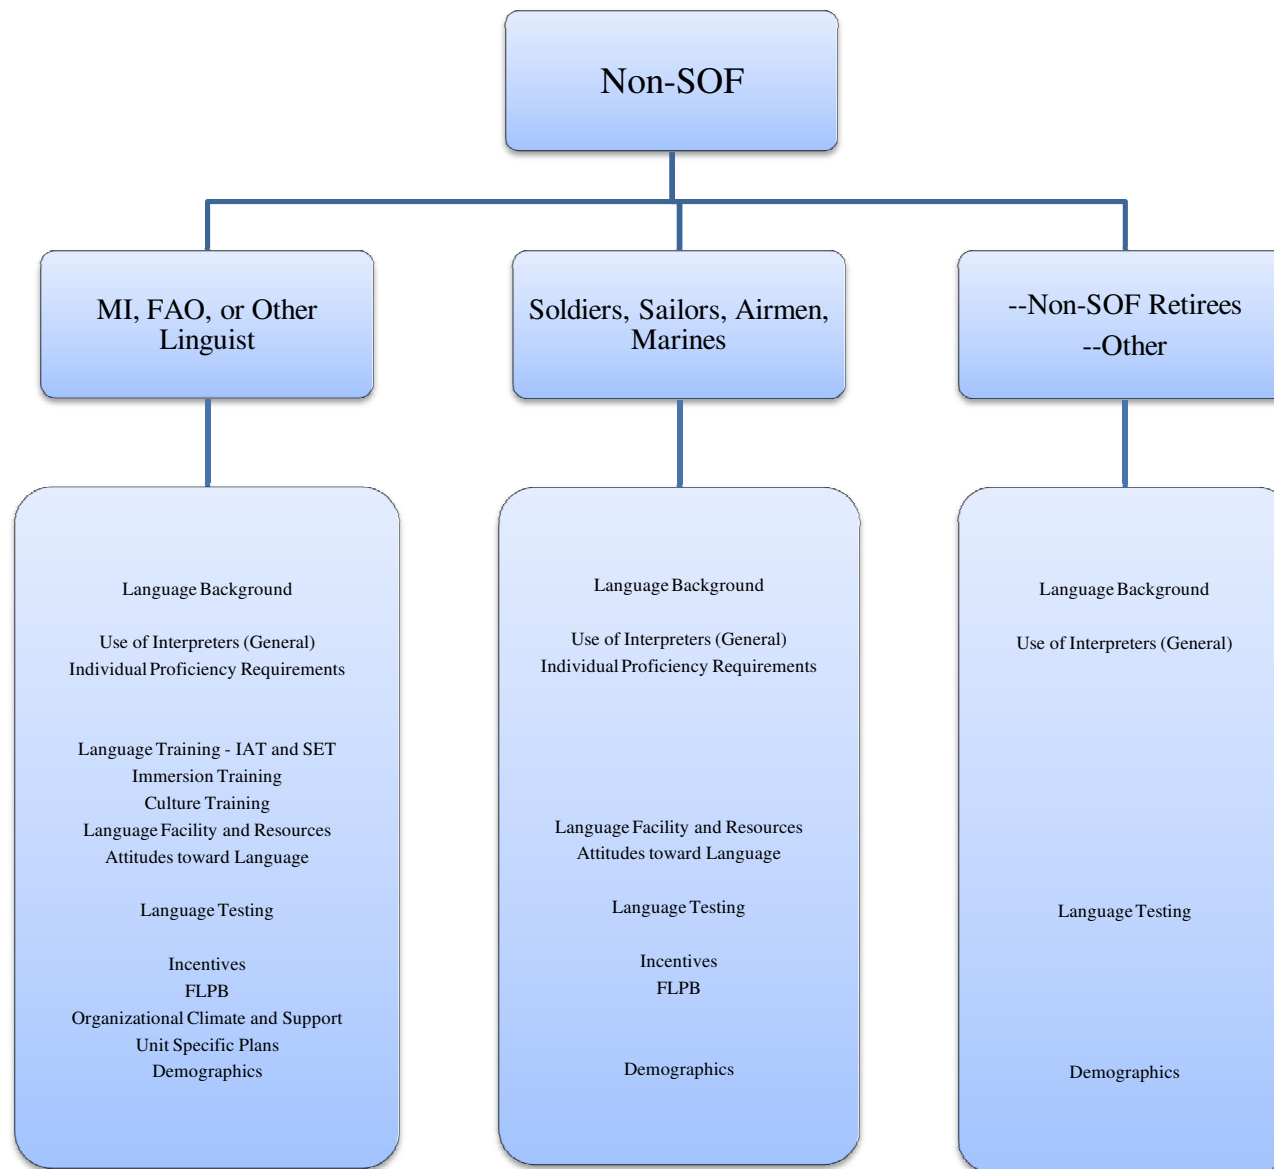 Non-SOF
MI, FAO, or Other
Linguist
Soldiers, Sailors, Airmen,
Marines
--Non-SOF Retirees
--Other
Language Background
Use of Interpreters (General)
Individual Proficiency Requirements
Language Training - IAT and SET
Immersion Training
Culture Training
Language Facility and Resources
Attitudes toward Language
Language Testing
Incentives
FLPB
Organizational Climate and Support
Unit Specific Plans
Demographics
Language Background
Use of Interpreters (General)
Individual Proficiency Requirements
Language Facility and Resources
Attitudes toward Language
Language Testing
Incentives
FLPB
Demographics
Language Background
Use of Interpreters (General)
Language Testing
Demographics